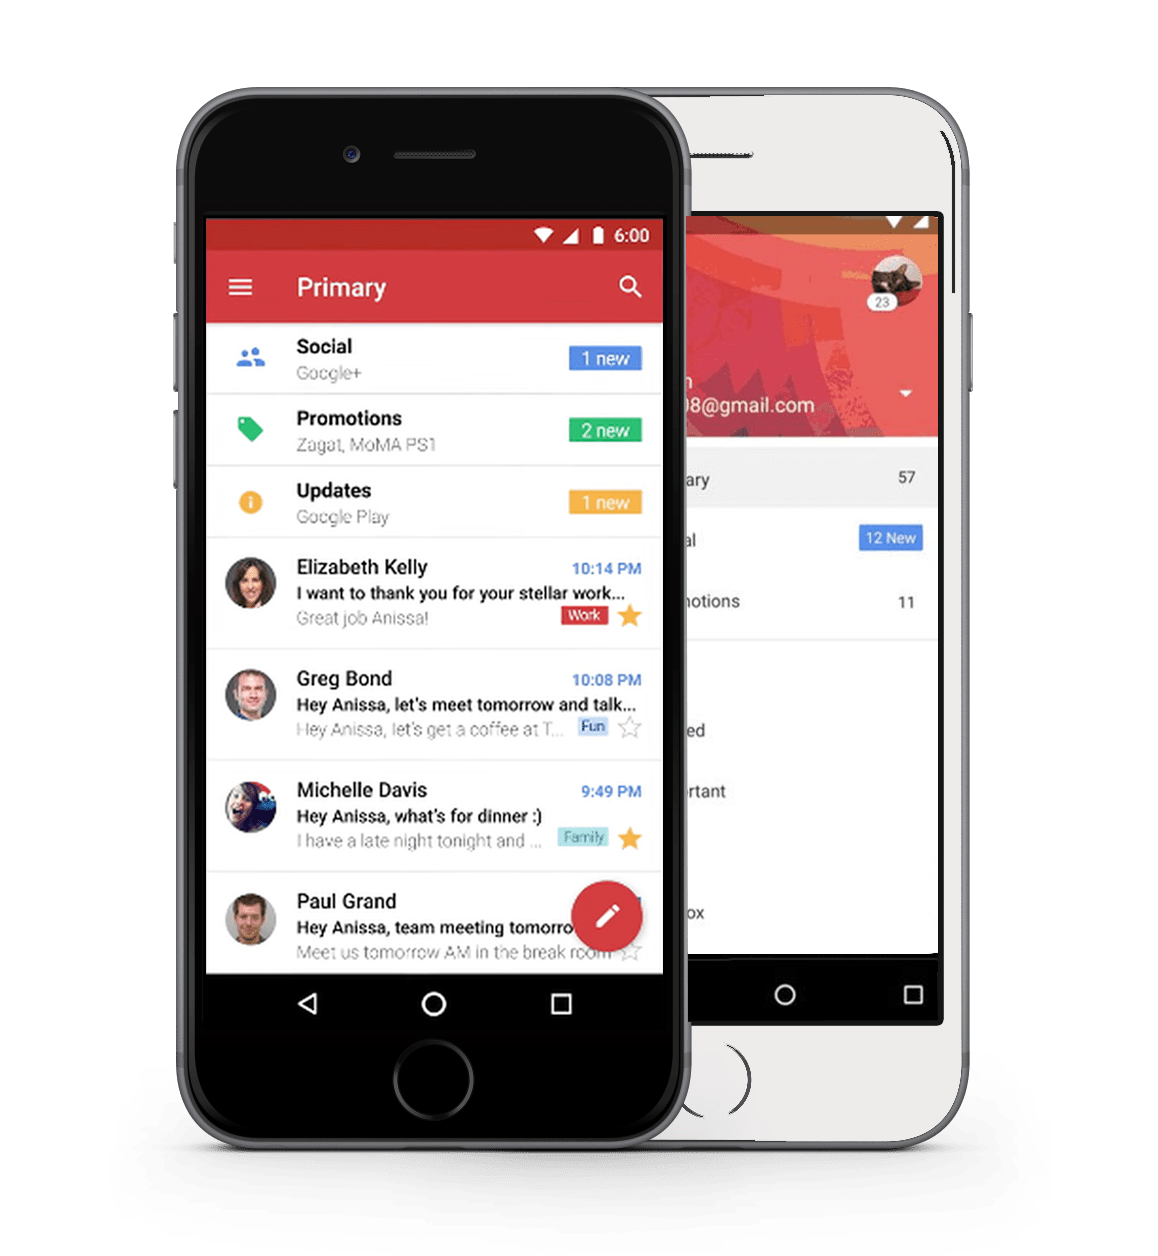 6:00
Primary
Social
Google+
1 new
Promotions
Zagat, MoMA PS1
2 new
Updates
Google Play
1 new
Elizabeth Kelly
10:14 PM
I want to thank you for your stellar work...
Great job Anissa!
Work
Greg Bond
10:08 PM
Hey Anissa, let's meet tomorrow and talk...
Hey Anissa, let's get a coffee at T...
Fun
Michelle Davis
9:49 PM
Hey Anissa, what's for dinner :)
I have a late night tonight and ...
Family
Paul Grand
Hey Anissa, team meeting tomorro
Meet us tomorrow AM in the break room
23
n
08@gmail.com
ary
57
al
12 New
notions
11
ed
rtant
ox